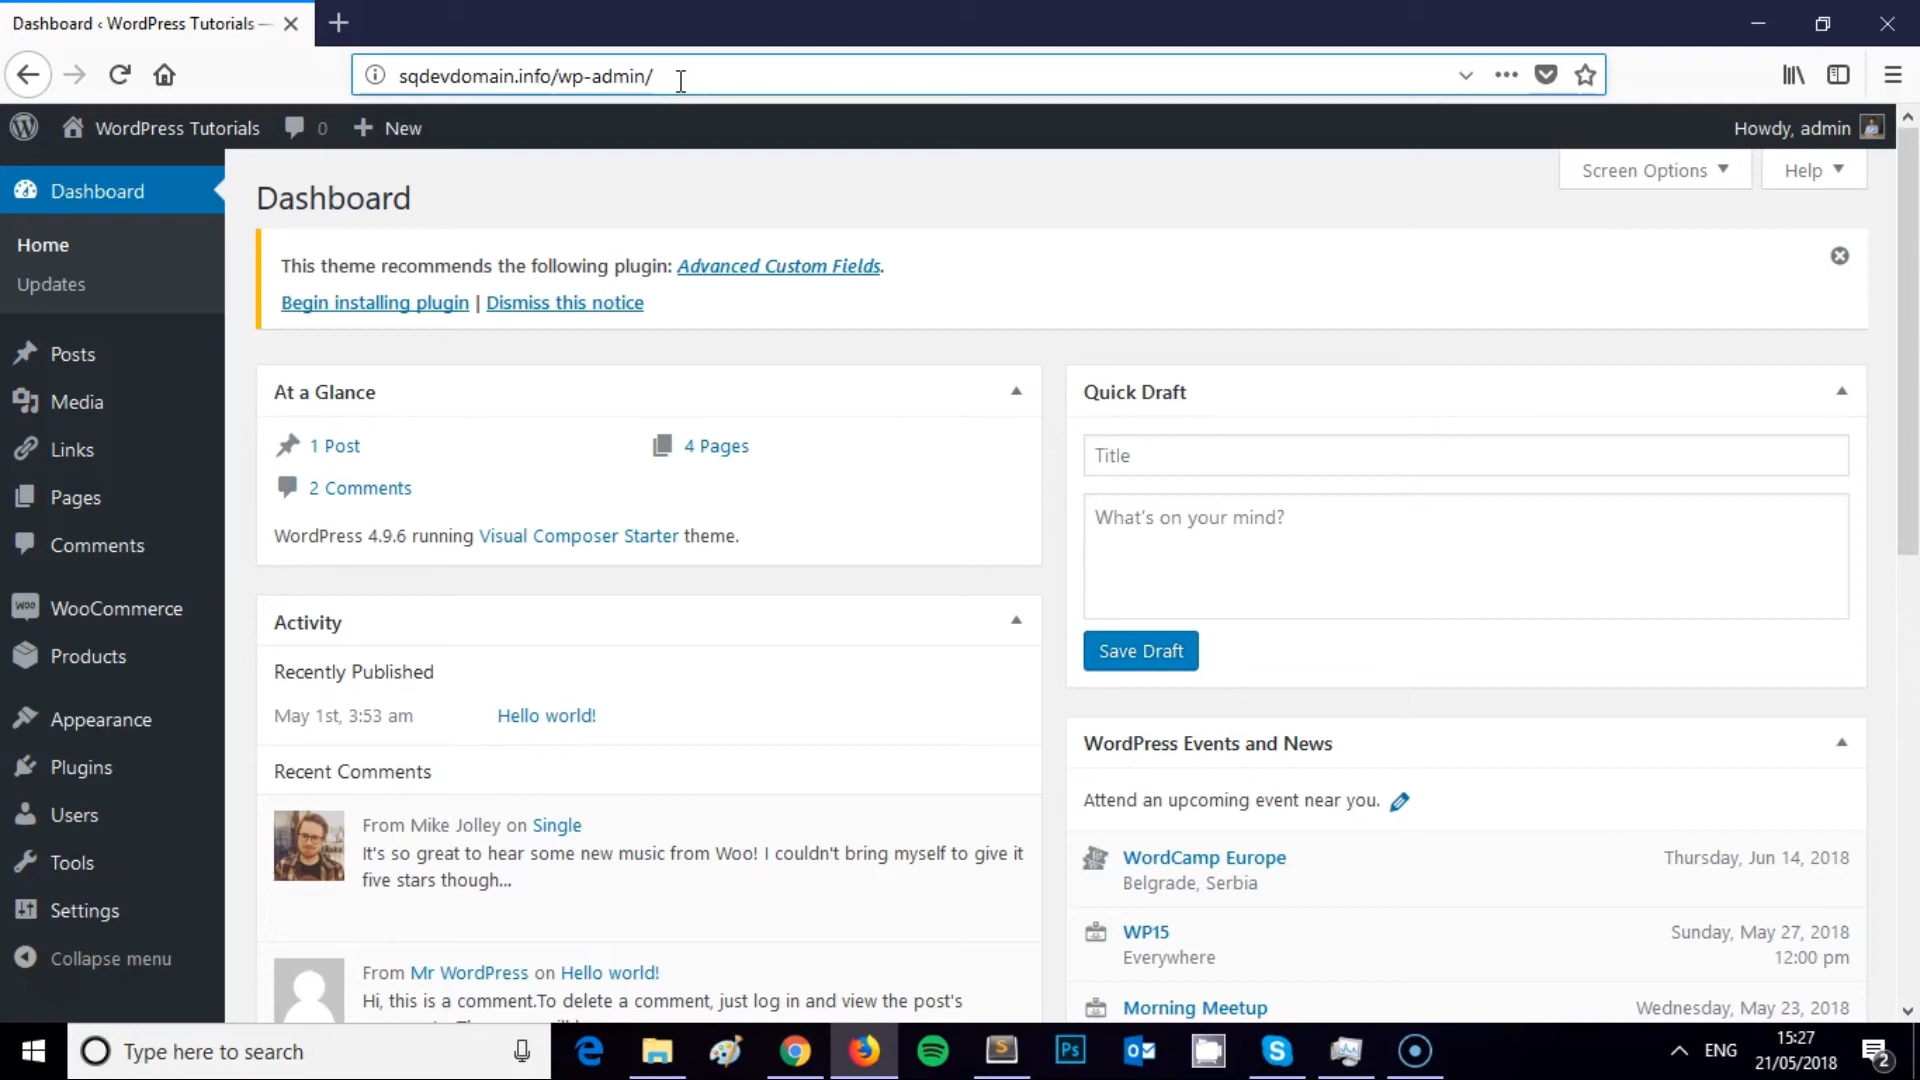 Dashboard ‹ WordPress Tutorials —
sqdevdomain.info/wp-admin/
WordPress Tutorials
0
New
Howdy, admin
Dashboard
Home
Updates
Posts
Media
Links
Pages
Comments
WooCommerce
Products
Appearance
Plugins
Users
Tools
Settings
Collapse menu
Screen Options
Help
Dashboard
This theme recommends the following plugin: Advanced Custom Fields.
Begin installing plugin | Dismiss this notice
At a Glance
1 Post
4 Pages
2 Comments
WordPress 4.9.6 running Visual Composer Starter theme.
Activity
Recently Published
May 1st, 3:53 am
Hello world!
Recent Comments
From Mike Jolley on Single
It's so great to hear some new music from Woo! I couldn't bring myself to give it
five stars though...
From Mr WordPress on Hello world!
Hi, this is a comment.To delete a comment, just log in and view the post's
Quick Draft
Title
What's on your mind?
Save Draft
WordPress Events and News
Attend an upcoming event near you.
WordCamp Europe
Thursday, Jun 14, 2018
Belgrade, Serbia
WP15
Sunday, May 27, 2018
Everywhere
12:00 pm
Morning Meetup
Wednesday, May 23, 2018
Type here to search
Ps
ENG
15:27
21/05/2018
2